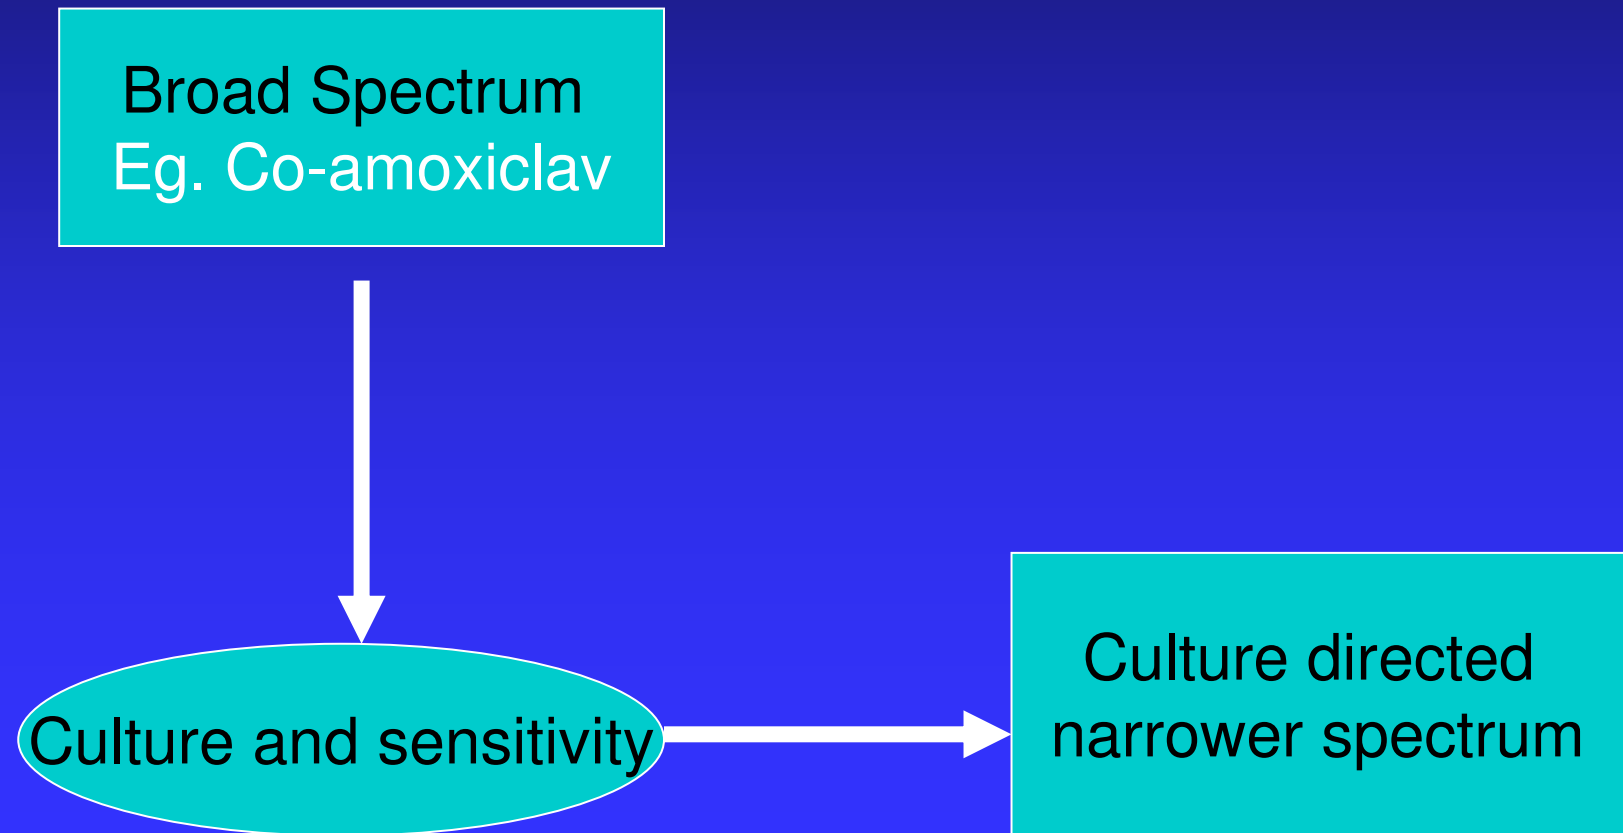 Broad Spectrum
Eg. Co-amoxiclav
Culture and sensitivity
Culture directed
narrower spectrum